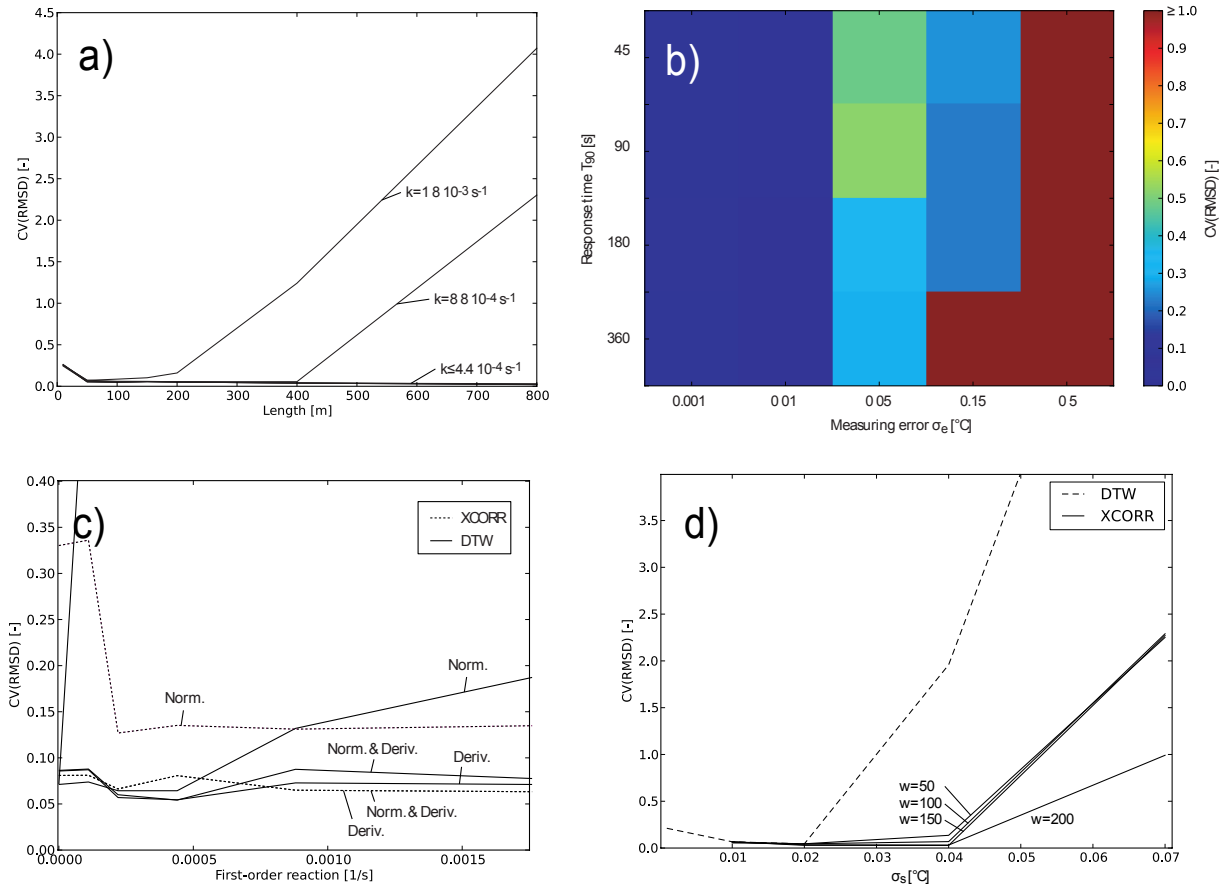 a)
4.5
4.0
3.5
3.0
2.5
2.0
1.5
1.0
0.5
0.0
CV(RMSD) [-]
k=1 8 10-3 s-1
k=8 8 10-4 s-1
k≤4.4 10-4 s-1
0 100 200 300 400 500 600 700 800
Length [m]
b)
45
90
180
360
Response time T90 [s]
0.001 0 01 0 05 0.15 0 5
Measuring error σe [°C]
≥1.0
0.9
0.8
0.7
0.6
0.5
0.4
0.3
0.2
0.1
0.0
CV(RMSD) [-]
c)
0.40
0.35
0.30
0.25
0.20
0.15
0.10
0.05
0.00
CV(RMSD) [-]
XCORR
DTW
Norm.
Norm.
Norm. & Deriv.
Deriv.
Norm. & Deriv.
Deriv.
0.0000 0.0005 0.0010 0.0015
First-order reaction [1/s]
d)
3.5
3.0
2.5
2.0
1.5
1.0
0.5
0.0
CV(RMSD) [-]
DTW
XCORR
w=50
w=100
w=150
w=200
0.01 0.02 0.03 0.04 0.05 0.06 0.07
σs[°C]